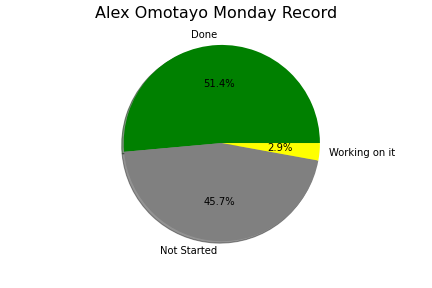 Alex Omotayo Monday Record
Done
51.4%
2.9%
Working on it
45.7%
Not Started